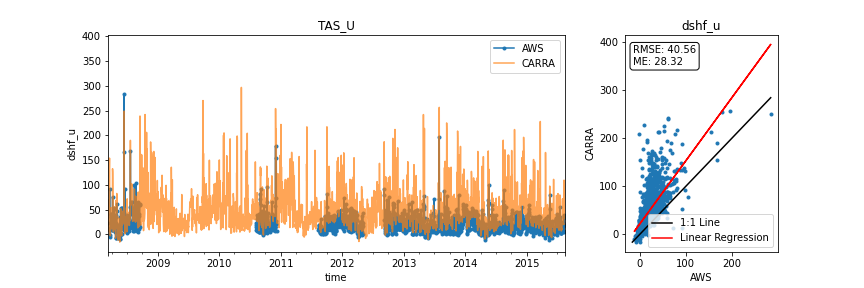 TAS_U
dshf_u
400
350
300
250
200
150
100
50
0
dshf_u
AWS
CARRA
2009
2010
2011
2012
2013
2014
2015
time
dshf_u
400
300
200
100
0
CARRA
RMSE: 40.56
ME: 28.32
1:1 Line
Linear Regression
0
100
200
AWS